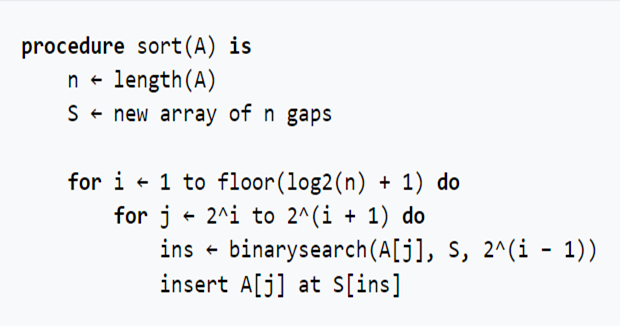 procedure sort(A) is
n ← length(A)
S ← new array of n gaps
for i ← 1 to floor(log2(n) + 1) do
for j ← 2^i to 2^(i + 1) do
ins ← binarysearch(A[j], S, 2^(i - 1))
insert A[j] at S[ins]